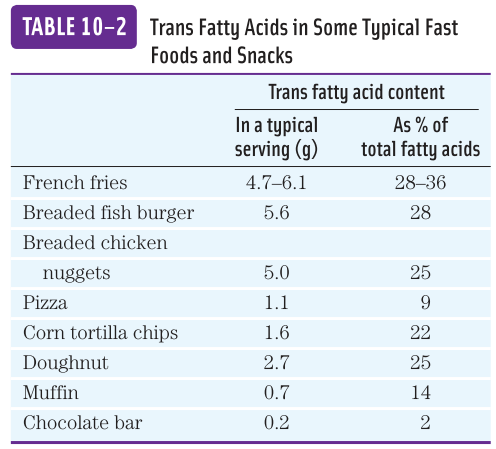 TABLE 10–2 Trans Fatty Acids in Some Typical Fast
Foods and Snacks
Trans fatty acid content
In a typical As % of
serving (g) total fatty acids
French fries 4.7–6.1 28–36
Breaded fish burger 5.6 28
Breaded chicken
nuggets 5.0 25
Pizza 1.1 9
Corn tortilla chips 1.6 22
Doughnut 2.7 25
Muffin 0.7 14
Chocolate bar 0.2 2